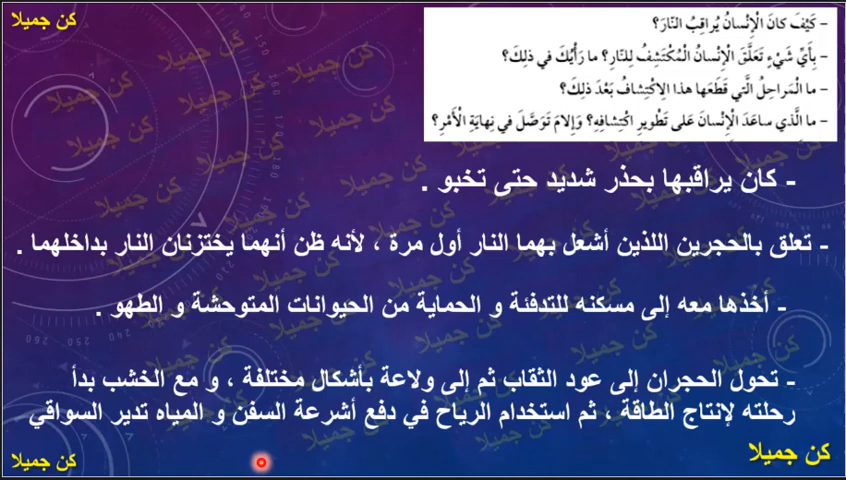 كن جميلا
- كَيْفَ كانَ الْإِنْسانُ يُراقِبُ النّارَ؟
- بِأَيِّ شَيْءٍ تَعَلَّقَ الْإِنْسانُ الْمُكْتَشِفُ لِلنّارِ؟ ما رَأْيُكَ في ذلِكَ؟
- ما الْمَراحِلُ الَّتي قَطَعَها هذا الِاكْتِشافُ بَعْدَ ذلِكَ؟
- ما الَّذي ساعَدَ الْإِنْسانَ عَلى تَطْويرِ اكْتِشافِهِ؟ وَإِلامَ تَوَصَّلَ في نِهايَةِ الْأَمْرِ؟
- كان يراقبها بحذر شديد حتى تخبو .
- تعلق بالحجرين اللذين أشعل بهما النار أول مرة ، لأنه ظن أنهما يختزنان النار بداخلهما .
- أخذها معه إلى مسكنه للتدفئة و الحماية من الحيوانات المتوحشة و الطهو .
- تحول الحجران إلى عود الثقاب ثم إلى ولاعة بأشكال مختلفة ، و مع الخشب بدأ
رحلته لإنتاج الطاقة ، ثم استخدام الرياح في دفع أشرعة السفن و المياه تدير السواقي
كن جميلا
كن جميلا